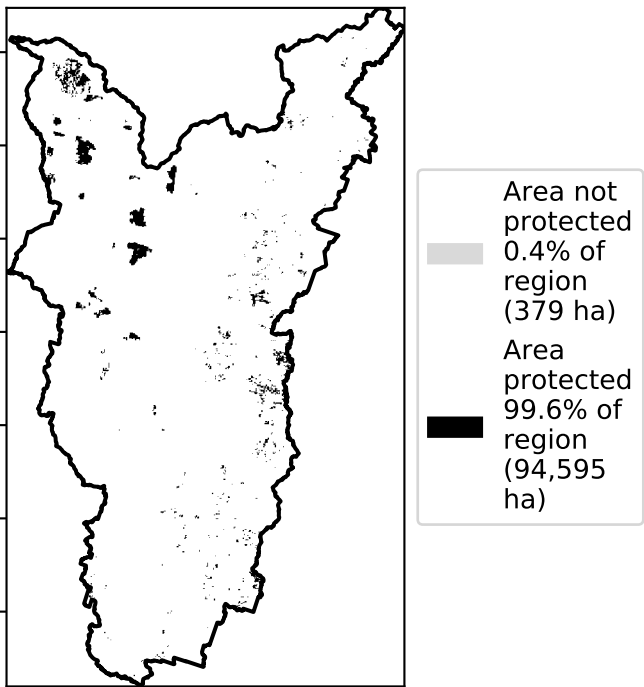 Area not
protected
0.4% of
region
(379 ha)
Area
protected
99.6% of
region
(94,595
ha)